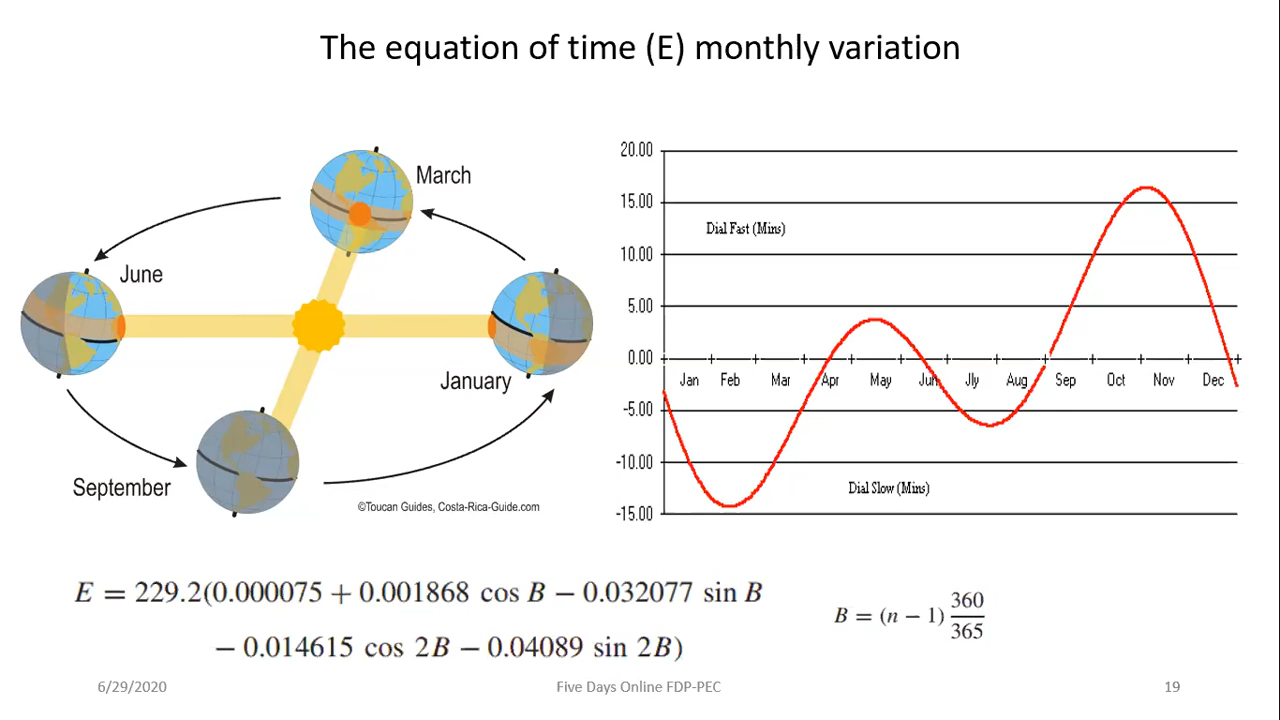 The equation of time (E) monthly variation
March
June
January
September
©Toucan Guides, Costa-Rica-Guide.com
20.00
15.00
Dial Fast (Mins)
10.00
5.00
0.00
Jan Feb Mar Apr May Jun Jly Aug Sep Oct Nov Dec
-5.00
-10.00
Dial Slow (Mins)
-15.00
E = 229.2(0.000075 + 0.001868 cos B − 0.032077 sin B
− 0.014615 cos 2B − 0.04089 sin 2B)
B = (n − 1) 360/365
6/29/2020 Five Days Online FDP-PEC 19